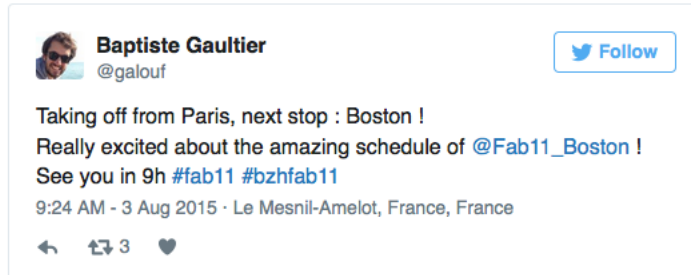 Baptiste Gaultier
@galouf
Follow
Taking off from Paris, next stop : Boston !
Really excited about the amazing schedule of @Fab11_Boston !
See you in 9h #fab11 #bzhfab11
9:24 AM - 3 Aug 2015 · Le Mesnil-Amelot, France, France
3